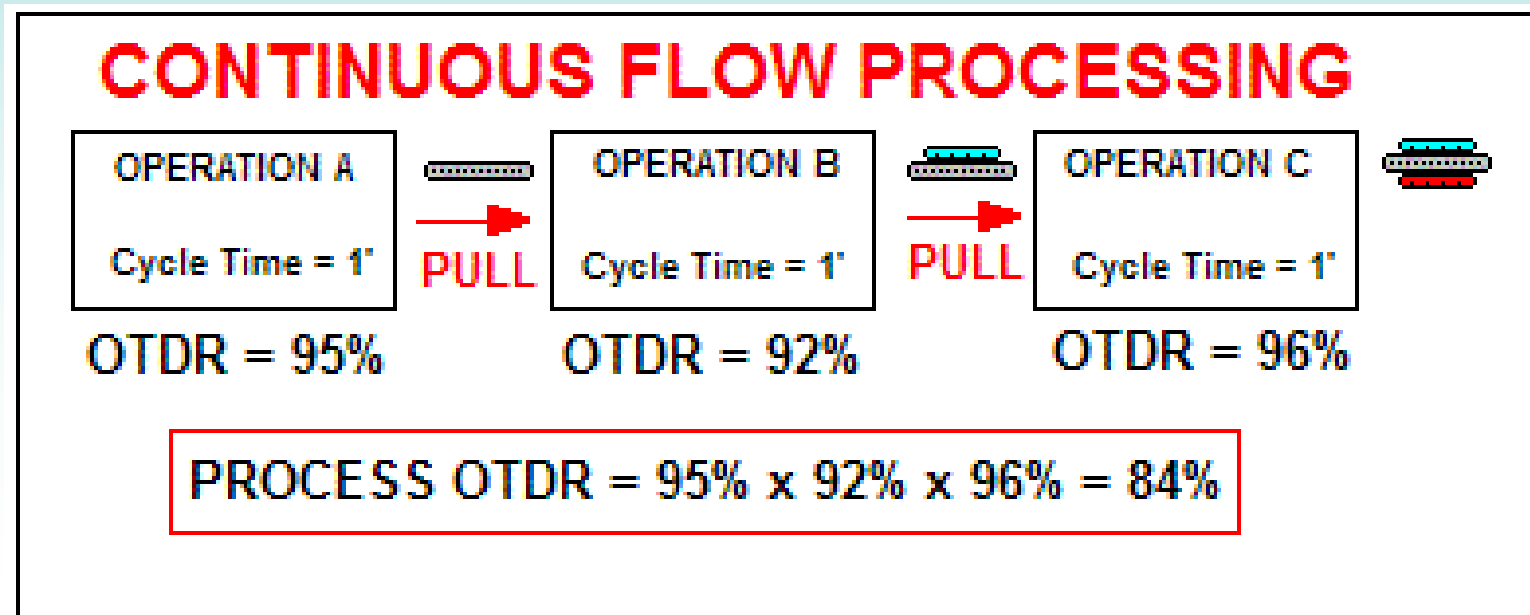 CONTINUOUS FLOW PROCESSING
OPERATION A
Cycle Time = 1'
OTDR = 95%
PULL
OPERATION B
Cycle Time = 1'
OTDR = 92%
PULL
OPERATION C
Cycle Time = 1'
OTDR = 96%
PROCESS OTDR = 95% x 92% x 96% = 84%